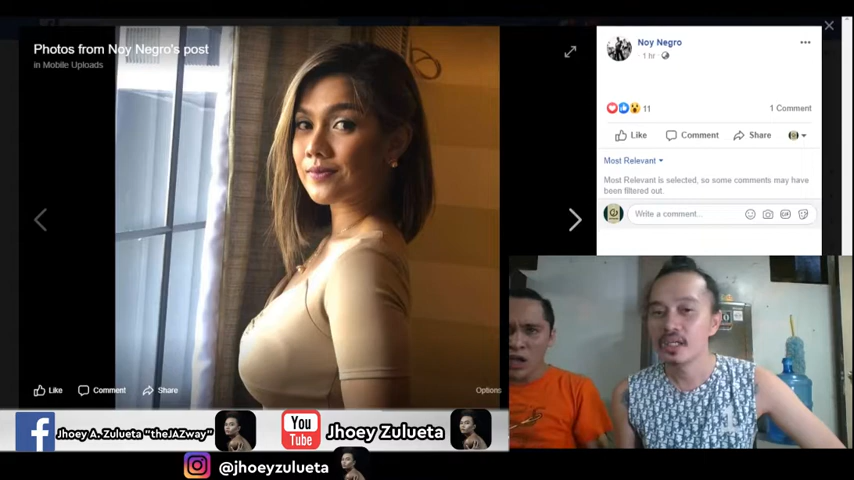 Photos from Noy Negro's post
in Mobile Uploads
Noy Negro
1 hr
11
1 Comment
Like
Comment
Share
Most Relevant
Most Relevant is selected, so some comments may have
been filtered out.
Write a comment...
GIF
Like
Comment
Share
Options
Jhoey A. Zulueta "theJAZway"
You
Tube
Jhoey Zulueta
@jhoeyzulueta